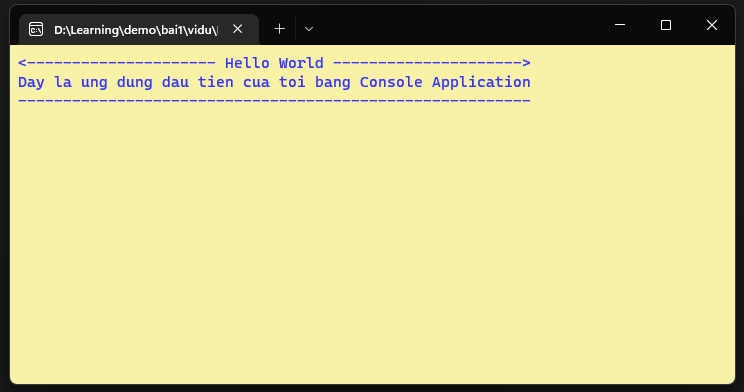 D:\Learning\demo\bai1\vidu\
<--------------------- Hello World --------------------->
Day la ung dung dau tien cua toi bang Console Application
---------------------------------------------------------